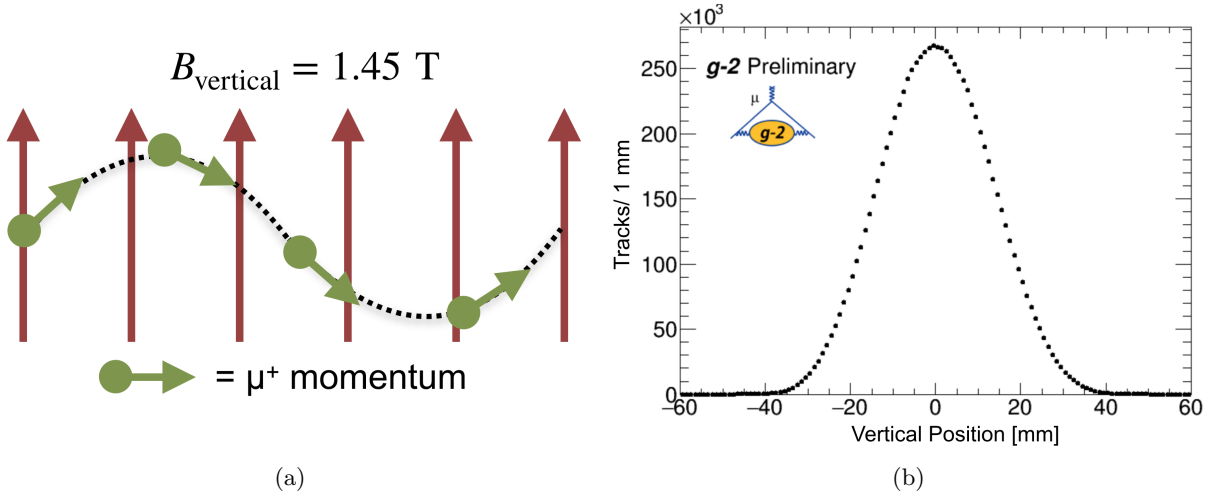 B_vertical = 1.45 T
= μ⁺ momentum
(a)
×10³
g-2 Preliminary
μ
g-2
Tracks/ 1 mm
250
200
150
100
50
0
−60 −40 −20 0 20 40 60
Vertical Position [mm]
(b)